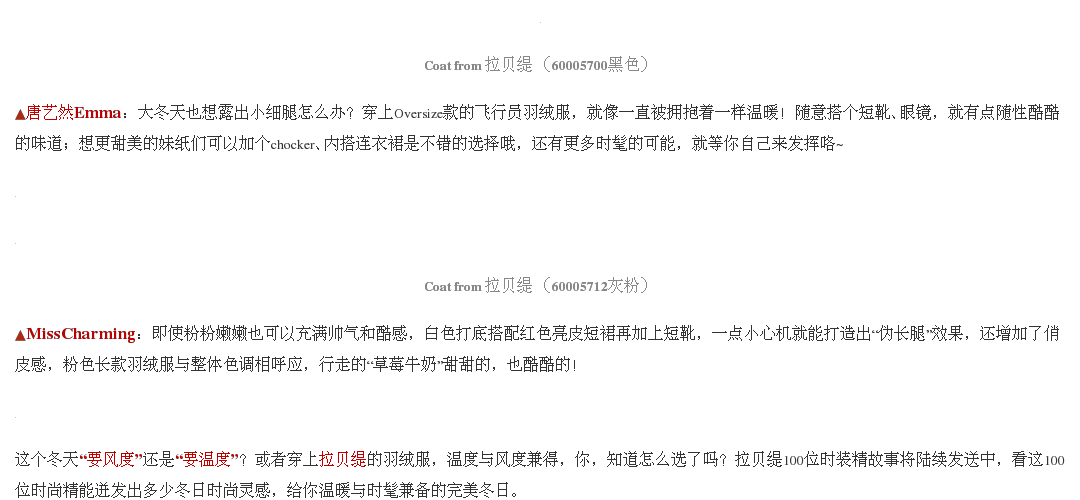 Coat from 拉贝缇（60005700黑色）
▲唐艺然Emma：大冬天也想露出小细腿怎么办？穿上Oversize款的飞行员羽绒服，就像一直被拥抱着一样温暖！随意搭个短靴、眼镜，就有点随性酷酷
的味道；想更甜美的妹纸们可以加个chocker、内搭连衣裙是不错的选择哦，还有更多时髦的可能，就等你自己来发挥咯~
Coat from 拉贝缇（60005712灰粉）
▲MissCharming：即使粉粉嫩嫩也可以充满帅气和酷感，白色打底搭配红色亮皮短裙再加上短靴，一点小心机就能打造出“伪长腿”效果，还增加了俏
皮感，粉色长款羽绒服与整体色调相呼应，行走的“草莓牛奶”甜甜的，也酷酷的！
这个冬天“要风度”还是“要温度”？或者穿上拉贝缇的羽绒服，温度与风度兼得，你，知道怎么选了吗？拉贝缇100位时装精故事将陆续发送中，看这100
位时尚精能迸发出多少冬日时尚灵感，给你温暖与时髦兼备的完美冬日。